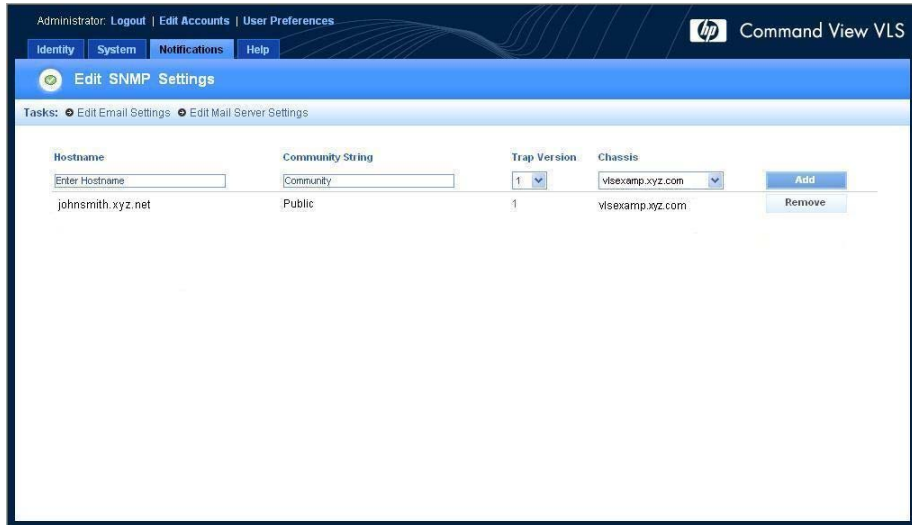 Administrator: Logout | Edit Accounts | User Preferences
hp Command View VLS
Identity System Notifications Help
Edit SNMP Settings
Tasks: Edit Email Settings Edit Mail Server Settings
Hostname Community String Trap Version Chassis
Enter Hostname Community 1 vlsexamp.xyz.com Add
johnsmith.xyz.net Public 1 vlsexamp.xyz.com Remove